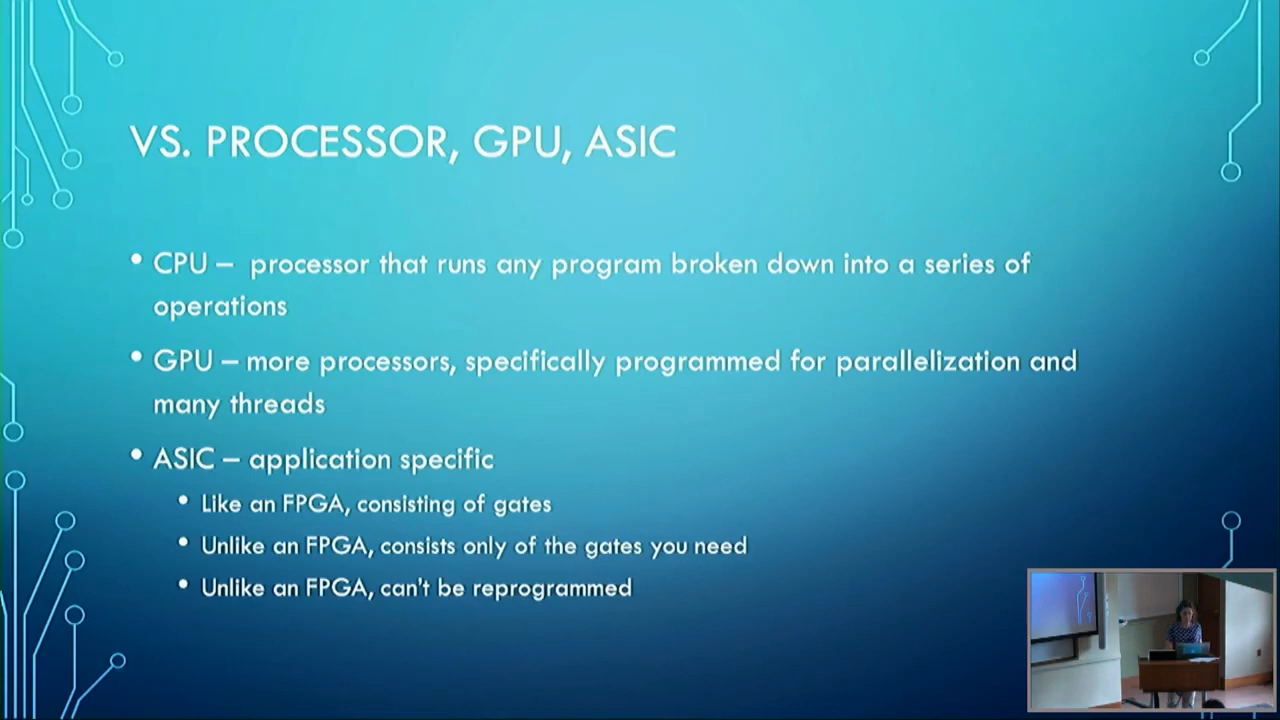 VS. PROCESSOR, GPU, ASIC
• CPU – processor that runs any program broken down into a series of
operations
• GPU – more processors, specifically programmed for parallelization and
many threads
• ASIC – application specific
• Like an FPGA, consisting of gates
• Unlike an FPGA, consists only of the gates you need
• Unlike an FPGA, can't be reprogrammed